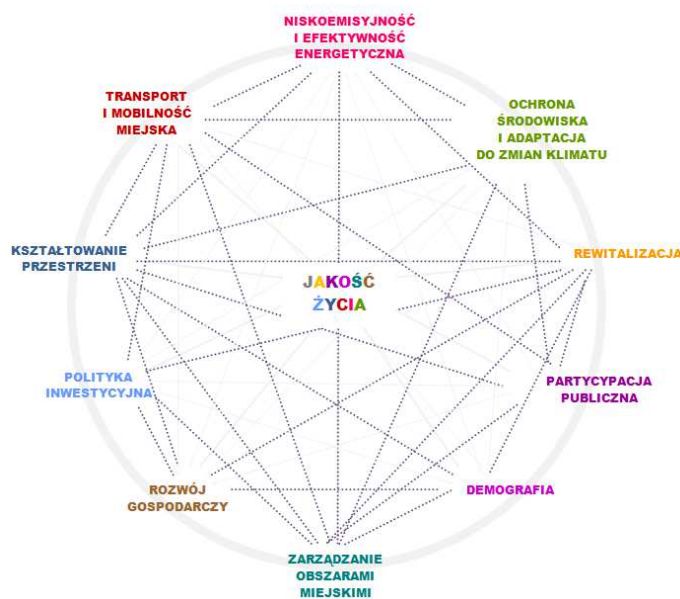 NISKOEMISYJNOŚĆ
I EFEKTYWNOŚĆ
ENERGETYCZNA
TRANSPORT
I MOBILNOŚĆ
MIEJSKA
OCHRONA
ŚRODOWISKA
I ADAPTACJA
DO ZMIAN KLIMATU
KSZTAŁTOWANIE
PRZESTRZENI
REWITALIZACJA
JAKOŚĆ
ŻYCIA
POLITYKA
INWESTYCYJNA
PARTYCYPACJA
PUBLICZNA
ROZWÓJ
GOSPODARCZY
DEMOGRAFIA
ZARZĄDZANIE
OBSZARAMI
MIEJSKIMI